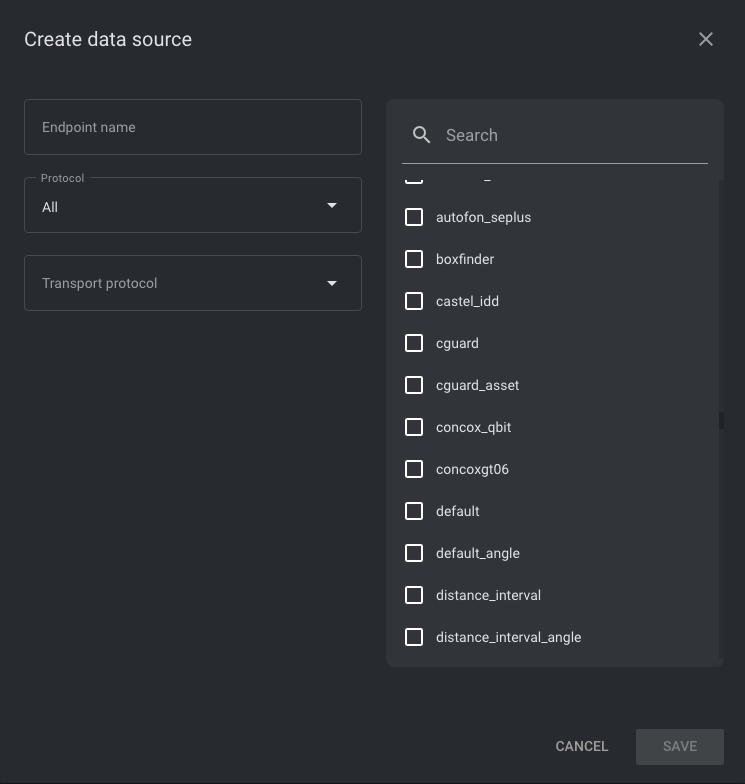 Create data source
Endpoint name
Protocol
All
Transport protocol
Search
autofon_seplus
boxfinder
castel_idd
cguard
cguard_asset
concox_qbit
concoxgt06
default
default_angle
distance_interval
distance_interval_angle
CANCEL
SAVE